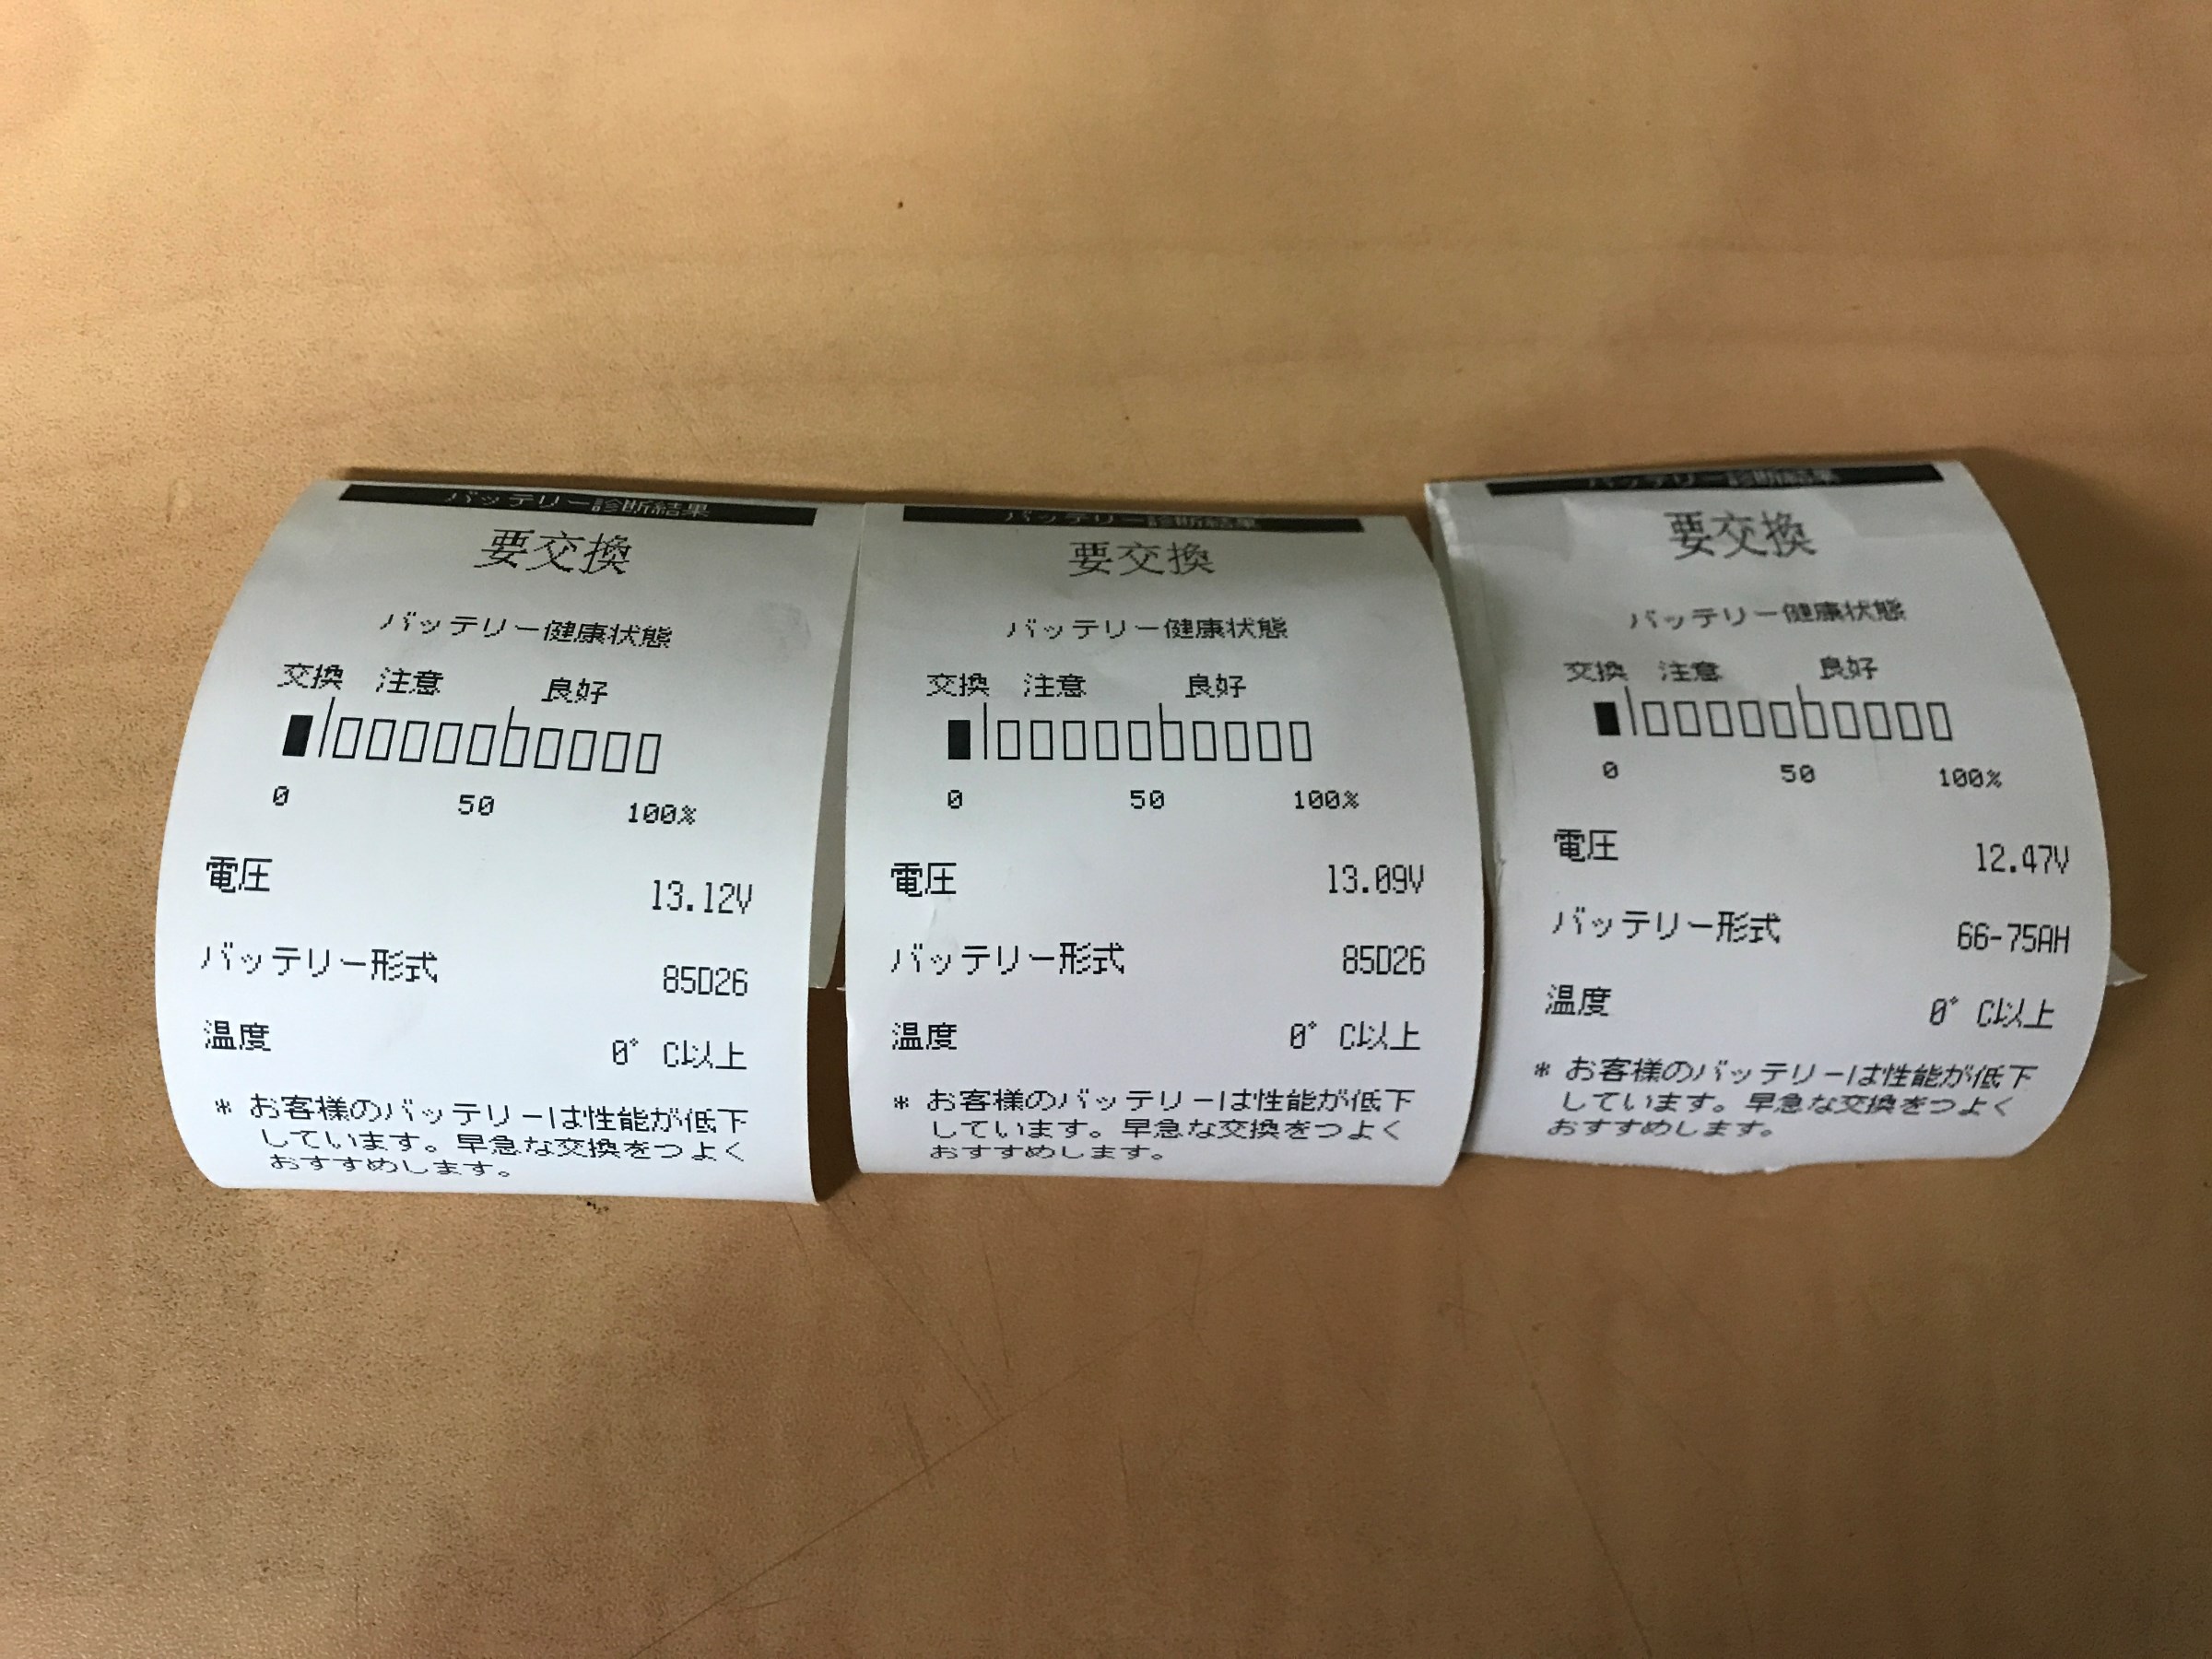 バッテリー診断結果
要交換
バッテリー健康状態
交換 注意 良好
0 50 100%
電圧 13.12V
バッテリー形式 85D26
温度 0°C以上
* お客様のバッテリーは性能が低下
しています。早急な交換をつよく
おすすめします。
バッテリー診断結果
要交換
バッテリー健康状態
交換 注意 良好
0 50 100%
電圧 13.09V
バッテリー形式 85D26
温度 0°C以上
* お客様のバッテリーは性能が低下
しています。早急な交換をつよく
おすすめします。
バッテリー診断結果
要交換
バッテリー健康状態
交換 注意 良好
0 50 100%
電圧 12.47V
バッテリー形式 66-75AH
温度 0°C以上
* お客様のバッテリーは性能が低下
しています。早急な交換をつよく
おすすめします。